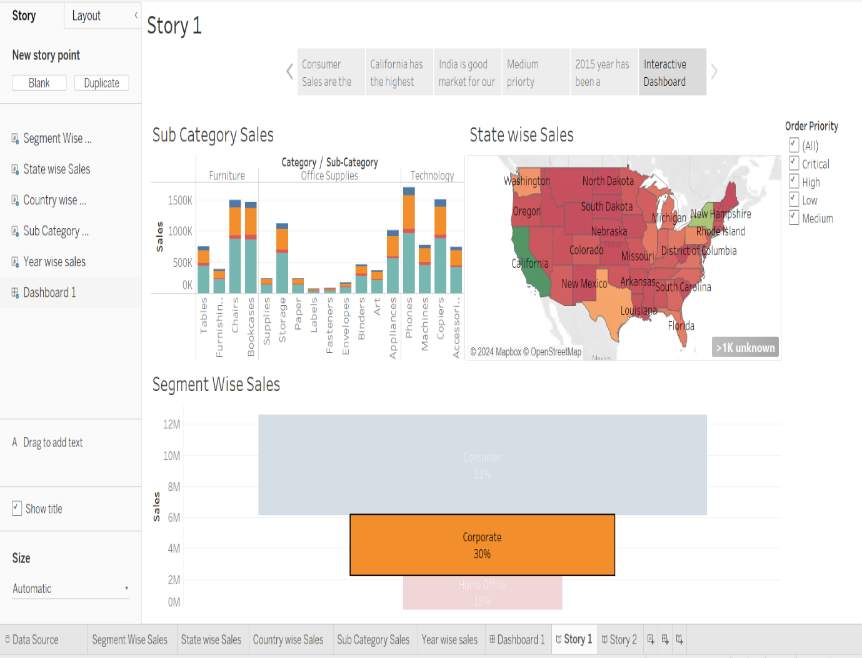 Story
Layout
Story 1
New story point
Blank
Duplicate
Segment Wise ...
State wise Sales
Country wise ...
Sub Category ...
Year wise sales
Dashboard 1
A Drag to add text
Show title
Size
Automatic
Consumer
Sales are the
California has
the highest
India is good
market for our
Medium
priorty
2015 year has
been a
Interactive
Dashboard
Sub Category Sales
Category / Sub-Category
Furniture
Office Supplies
Technology
Sales
1500K
1000K
500K
0K
Tables
Furnishin..
Chairs
Bookcases
Supplies
Storage
Paper
Labels
Fasteners
Envelopes
Binders
Art
Appliances
Phones
Machines
Copiers
Accessori..
State wise Sales
Washington
North Dakota
Oregon
South Dakota
Michigan
New Hampshire
Nebraska
Rhode Island
California
Colorado
Missouri
District of Columbia
New Mexico
Arkansas
South Carolina
Louisiana
Florida
© 2024 Mapbox © OpenStreetMap
>1K unknown
Order Priority
(All)
Critical
High
Low
Medium
Segment Wise Sales
Sales
12M
10M
8M
6M
4M
2M
0M
Consumer
51%
Corporate
30%
Home Office
Data Source
Segment Wise Sales
State wise Sales
Country wise Sales
Sub Category Sales
Year wise sales
Dashboard 1
Story 1
Story 2